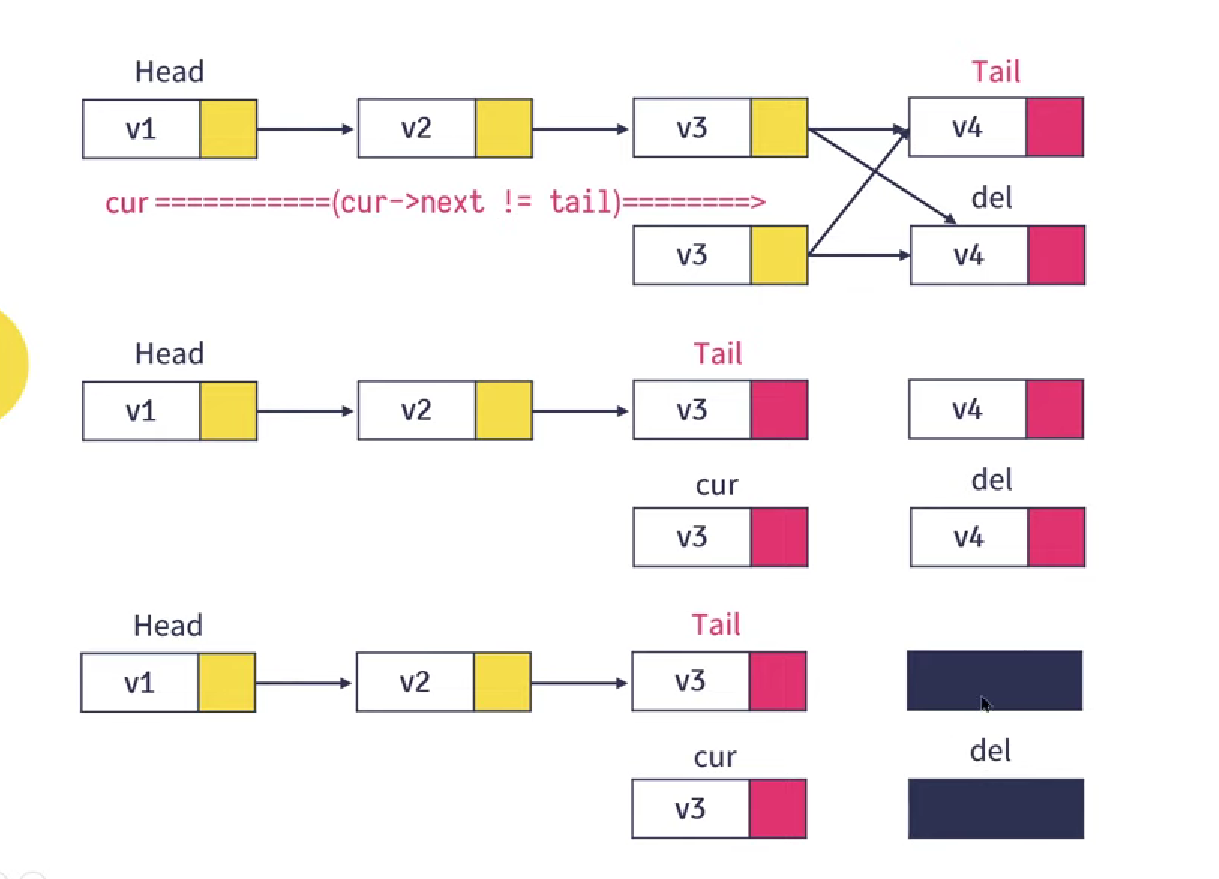 Head Tail
v1 v2 v3 v4
cur ===========(cur->next != tail)========> del
v3 v4
Head Tail
v1 v2 v3 v4
cur del
v3 v4
Head Tail
v1 v2 v3
cur del
v3